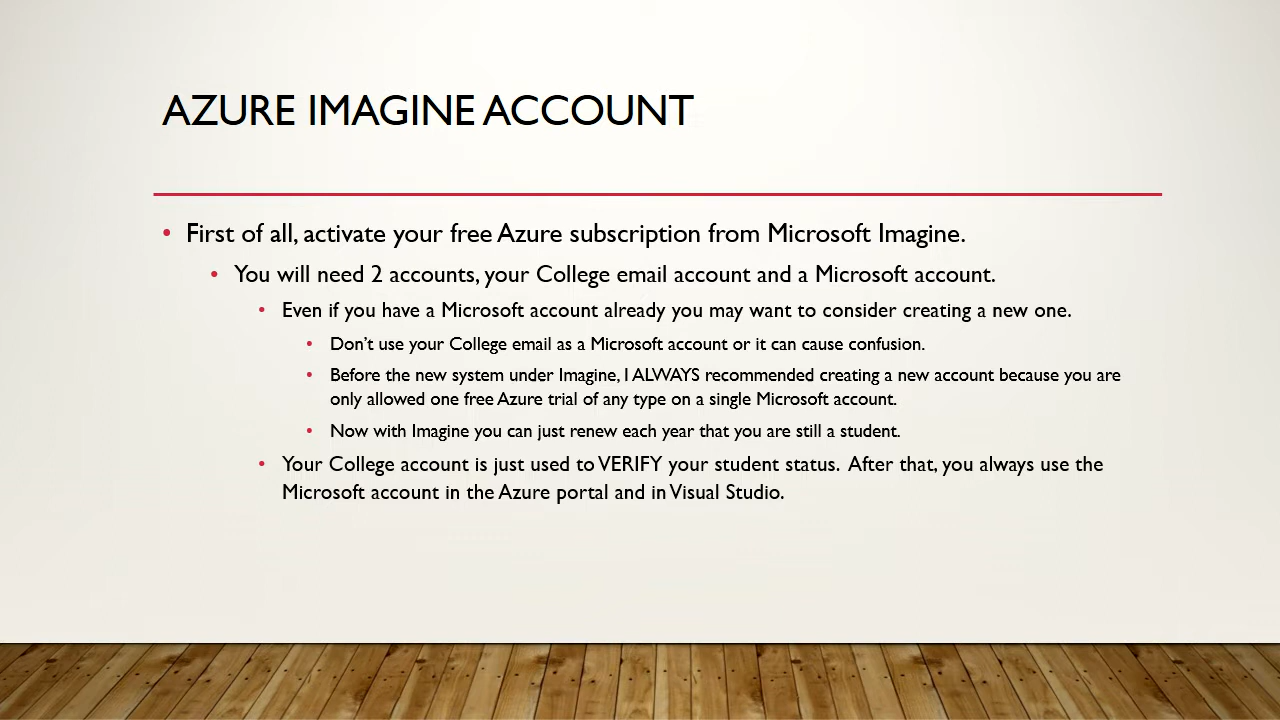 AZURE IMAGINE ACCOUNT
• First of all, activate your free Azure subscription from Microsoft Imagine.
• You will need 2 accounts, your College email account and a Microsoft account.
• Even if you have a Microsoft account already you may want to consider creating a new one.
• Don't use your College email as a Microsoft account or it can cause confusion.
• Before the new system under Imagine, I ALWAYS recommended creating a new account because you are
only allowed one free Azure trial of any type on a single Microsoft account.
• Now with Imagine you can just renew each year that you are still a student.
• Your College account is just used to VERIFY your student status. After that, you always use the
Microsoft account in the Azure portal and in Visual Studio.